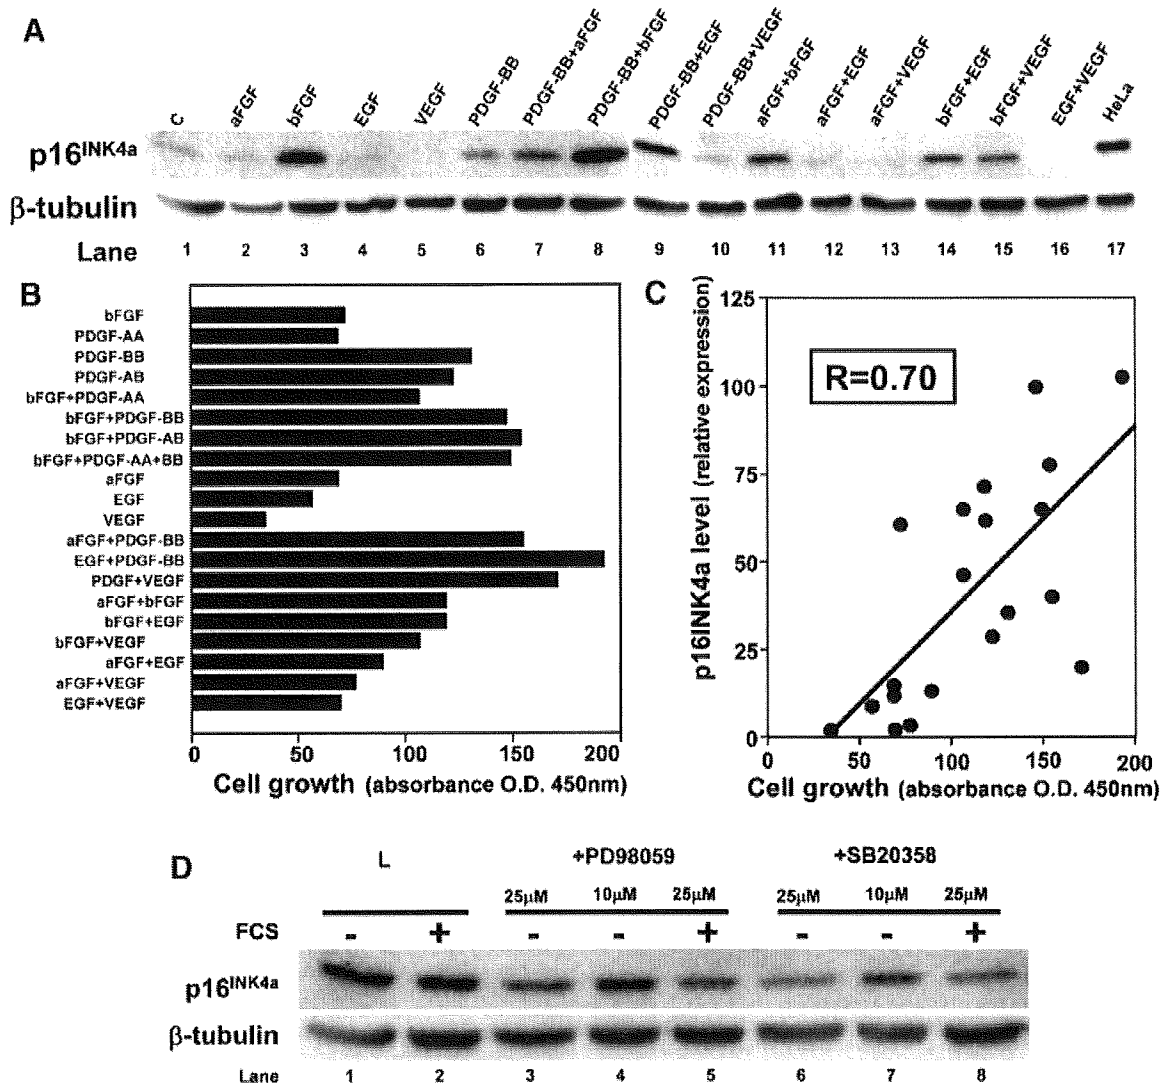 A
C aFGF bFGF EGF VEGF PDGF-BB PDGF-BB+aFGF PDGF-BB+bFGF PDGF-BB+EGF PDGF-BB+VEGF aFGF+bFGF aFGF+EGF aFGF+VEGF bFGF+EGF bFGF+VEGF EGF+VEGF HeLa
p16INK4a
β-tubulin
Lane 1 2 3 4 5 6 7 8 9 10 11 12 13 14 15 16 17
B
bFGF
PDGF-AA
PDGF-BB
PDGF-AB
bFGF+PDGF-AA
bFGF+PDGF-BB
bFGF+PDGF-AB
bFGF+PDGF-AA+BB
aFGF
EGF
VEGF
aFGF+PDGF-BB
EGF+PDGF-BB
PDGF+VEGF
aFGF+bFGF
bFGF+EGF
bFGF+VEGF
aFGF+EGF
aFGF+VEGF
EGF+VEGF
0 50 100 150 200
Cell growth (absorbance O.D. 450nm)
C
p16INK4a level (relative expression)
125
100
75
50
25
0
R=0.70
0 50 100 150 200
Cell growth (absorbance O.D. 450nm)
D
L +PD98059 +SB20358
25μM 10μM 25μM 25μM 10μM 25μM
FCS - + - - + - - +
p16INK4a
β-tubulin
Lane 1 2 3 4 5 6 7 8